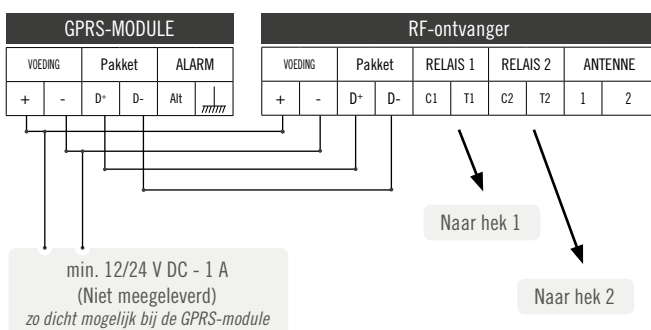 GPRS-MODULE
RF-ontvanger
VOEDING Pakket ALARM
VOEDING Pakket RELAIS 1 RELAIS 2 ANTENNE
+ - D+ D- Alt
+ - D+ D- C1 T1 C2 T2 1 2
Naar hek 1
min. 12/24 V DC - 1 A
(Niet meegeleverd)
zo dicht mogelijk bij de GPRS-module
Naar hek 2